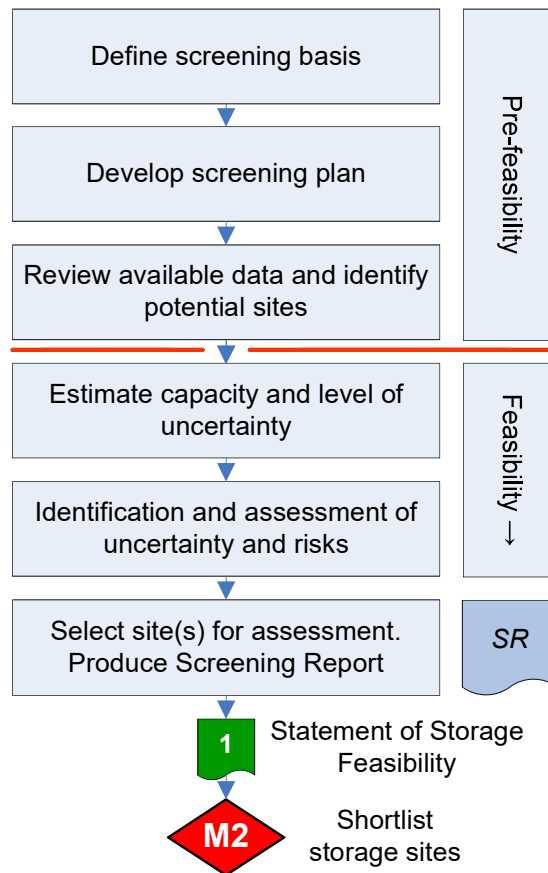 Define screening basis
Develop screening plan
Review available data and identify
potential sites
Pre-feasibility
Estimate capacity and level of
uncertainty
Identification and assessment of
uncertainty and risks
Feasibility →
Select site(s) for assessment.
Produce Screening Report
SR
1
Statement of Storage
Feasibility
M2
Shortlist
storage sites